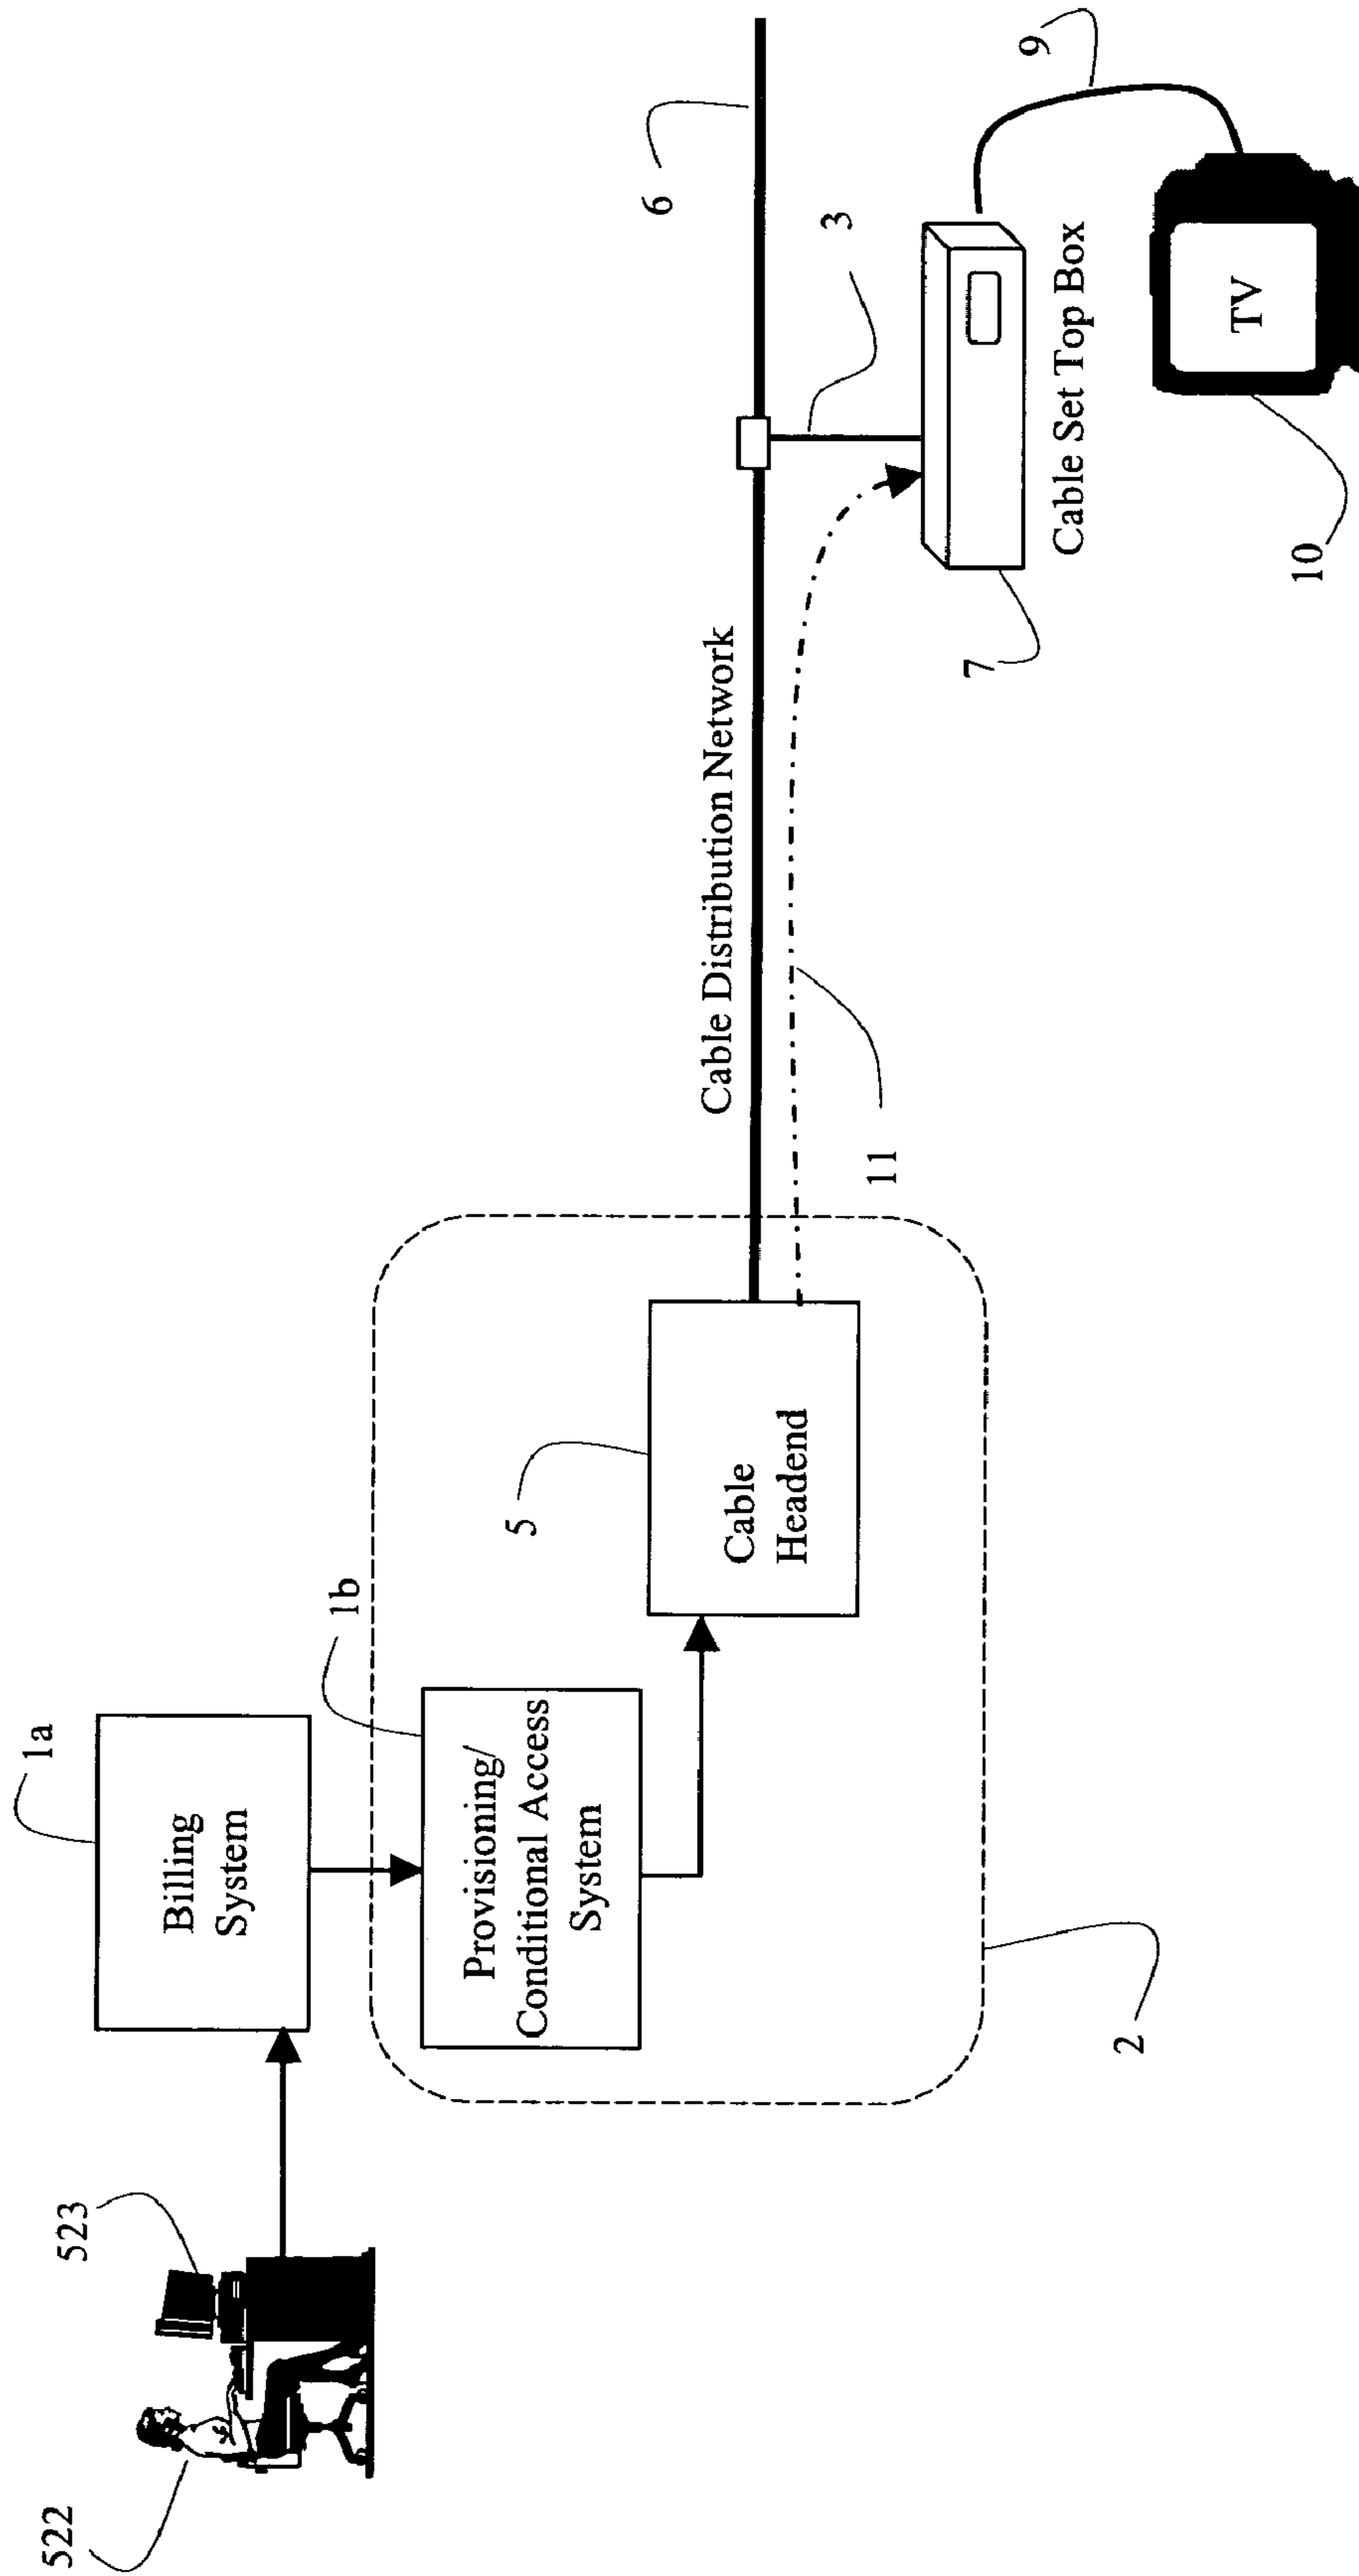 522
523
1a
Billing
System
1b
Provisioning/
Conditional Access
System
2
5
Cable
Headend
Cable Distribution Network
11
6
3
7
Cable Set Top Box
9
TV
10